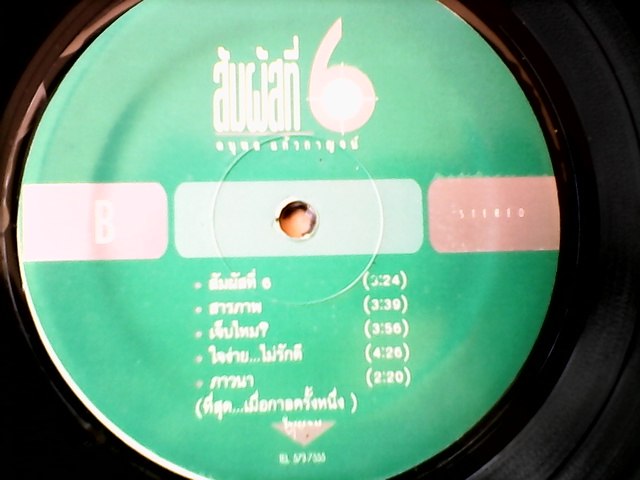 สัมผัสที่ 6
B
STEREO
สัมผัสที่ 6 (3:24)
สารภาพ (3:39)
เจ็บไหม? (3:56)
ใจง่าย...ไม่รักดี (4:26)
ภาวนา (2:20)
(ที่สุด...เมื่อกาลครั้งหนึ่ง )
TEL.